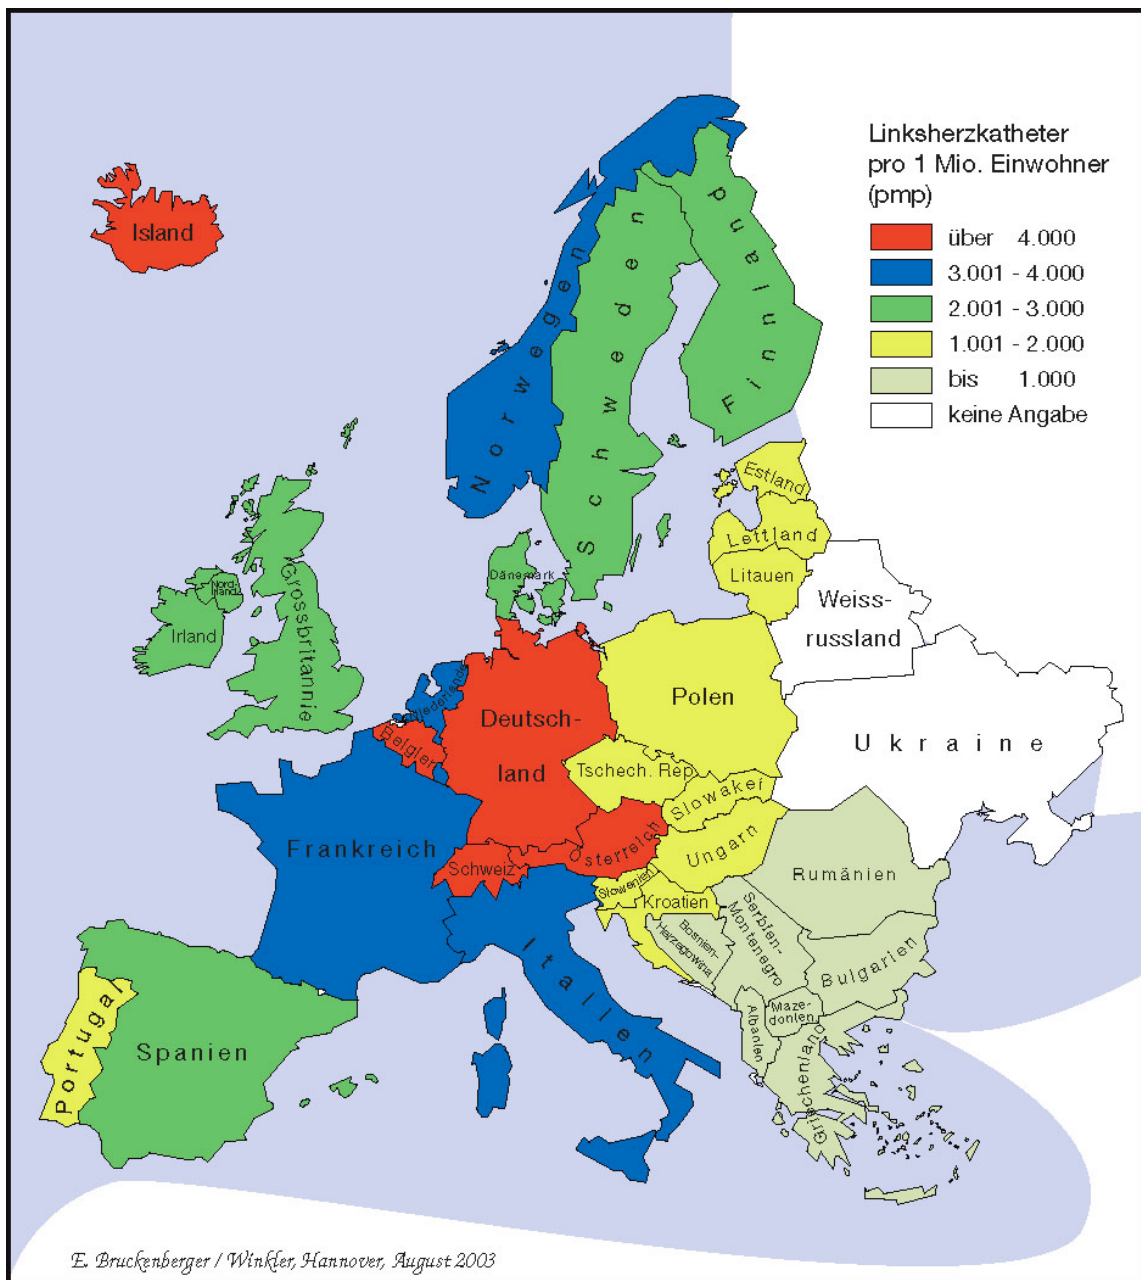 Linksherzkatheter
pro 1 Mio. Einwohner
(pmp)
über 4.000
3.001 - 4.000
2.001 - 3.000
1.001 - 2.000
bis 1.000
keine Angabe
Island
Norwegen
Schweden
Finnland
Estland
Lettland
Litauen
Dänemark
Nord-
irland
Irland
Grossbritannie
Weiss-
russland
Polen
Niederlande
Deutsch-
land
Belgien
Ukraine
Tschech. Rep
Slowakei
Österreich
Ungarn
Frankreich
Schweiz
Slowenien
Kroatien
Rumänien
Bosnien-
Herzegowina
Serbien-
Montenegro
Bulgarien
Italien
Albanien
Maze-
donien
Griechenland
Portugal
Spanien
E. Bruckenberger / Winkler, Hannover, August 2003